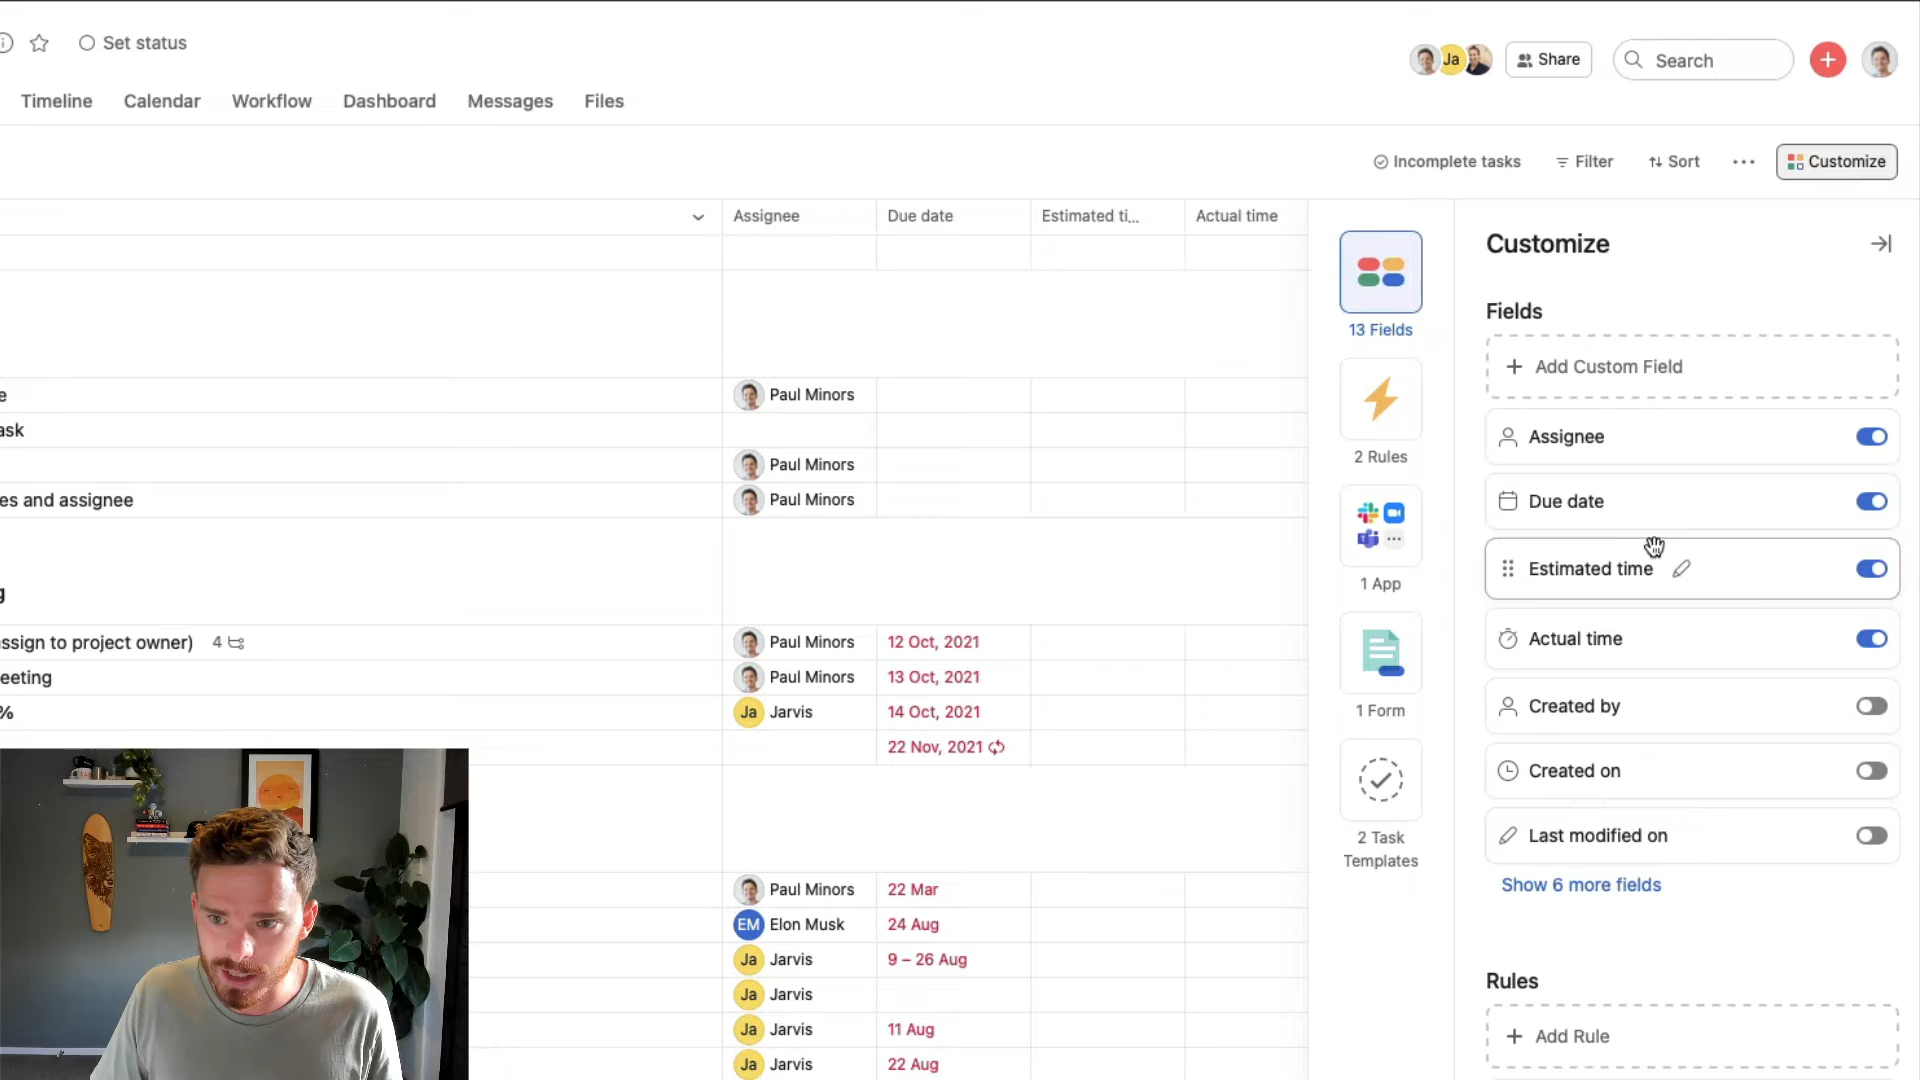 Set status
Ja
Share
Search
Timeline
Calendar
Workflow
Dashboard
Messages
Files
Incomplete tasks
Filter
Sort
Customize
Assignee
Due date
Estimated ti...
Actual time
e
Paul Minors
ask
Paul Minors
es and assignee
Paul Minors
g
ssign to project owner) 4
Paul Minors
12 Oct, 2021
eeting
Paul Minors
13 Oct, 2021
%
Ja Jarvis
14 Oct, 2021
22 Nov, 2021
Paul Minors
22 Mar
EM Elon Musk
24 Aug
Ja Jarvis
9 – 26 Aug
Ja Jarvis
Ja Jarvis
11 Aug
Ja Jarvis
22 Aug
13 Fields
2 Rules
1 App
1 Form
2 Task
Templates
Customize
Fields
+ Add Custom Field
Assignee
Due date
Estimated time
Actual time
Created by
Created on
Last modified on
Show 6 more fields
Rules
+ Add Rule